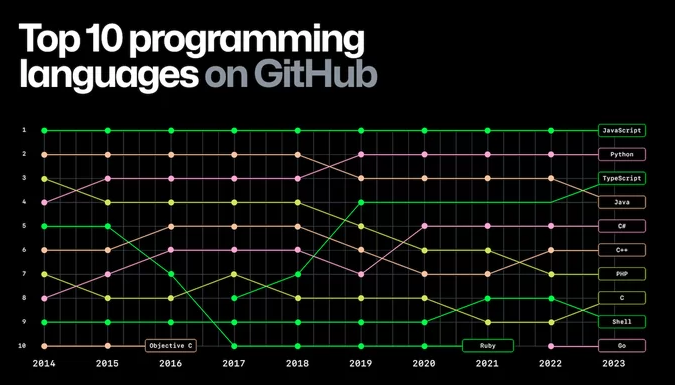 Top 10 programming
languages on GitHub
1
JavaScript
2
Python
3
TypeScript
4
Java
5
C#
6
C++
7
PHP
8
C
9
Shell
10
Objective C
Ruby
Go
2014 2015 2016 2017 2018 2019 2020 2021 2022 2023